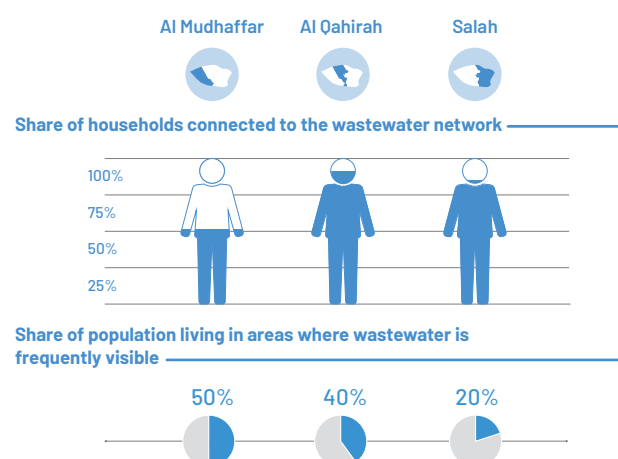 Al Mudhaffar Al Qahirah Salah
Share of households connected to the wastewater network
100%
75%
50%
25%
Share of population living in areas where wastewater is
frequently visible
50% 40% 20%